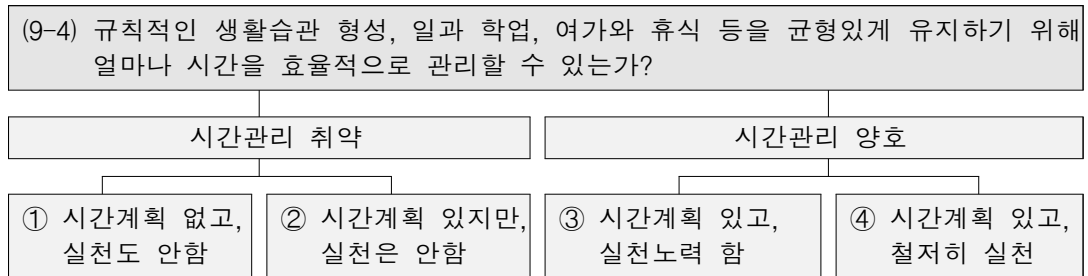 (9-4) 규칙적인 생활습관 형성, 일과 학업, 여가와 휴식 등을 균형있게 유지하기 위해
얼마나 시간을 효율적으로 관리할 수 있는가?
시간관리 취약
시간관리 양호
① 시간계획 없고,
실천도 안함
② 시간계획 있지만,
실천은 안함
③ 시간계획 있고,
실천노력 함
④ 시간계획 있고,
철저히 실천